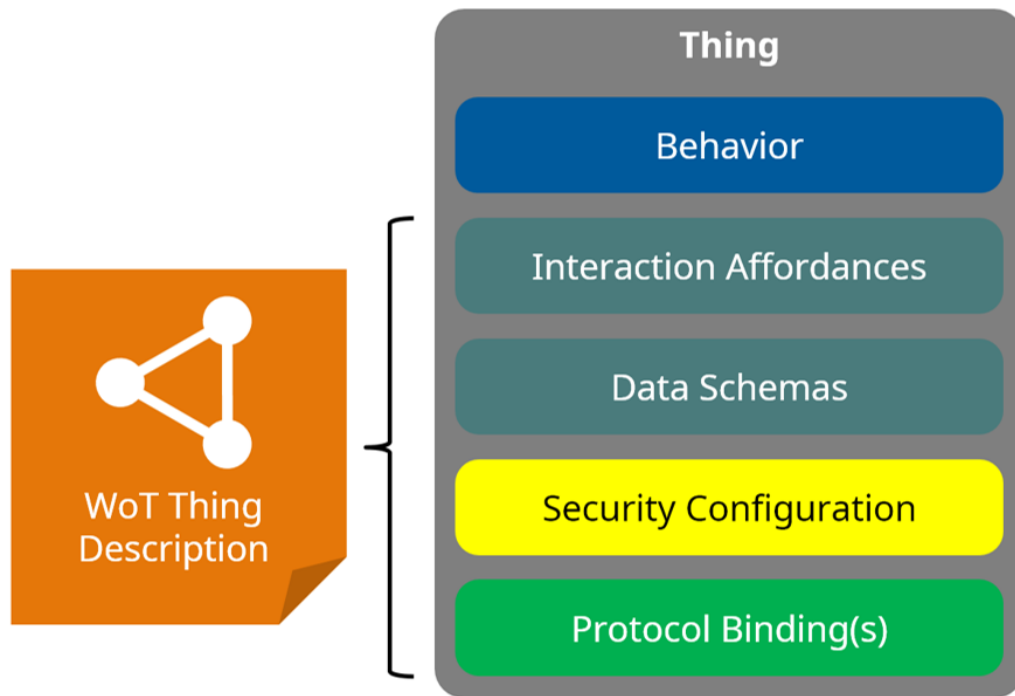 Thing
Behavior
Interaction Affordances
Data Schemas
Security Configuration
Protocol Binding(s)
WoT Thing
Description